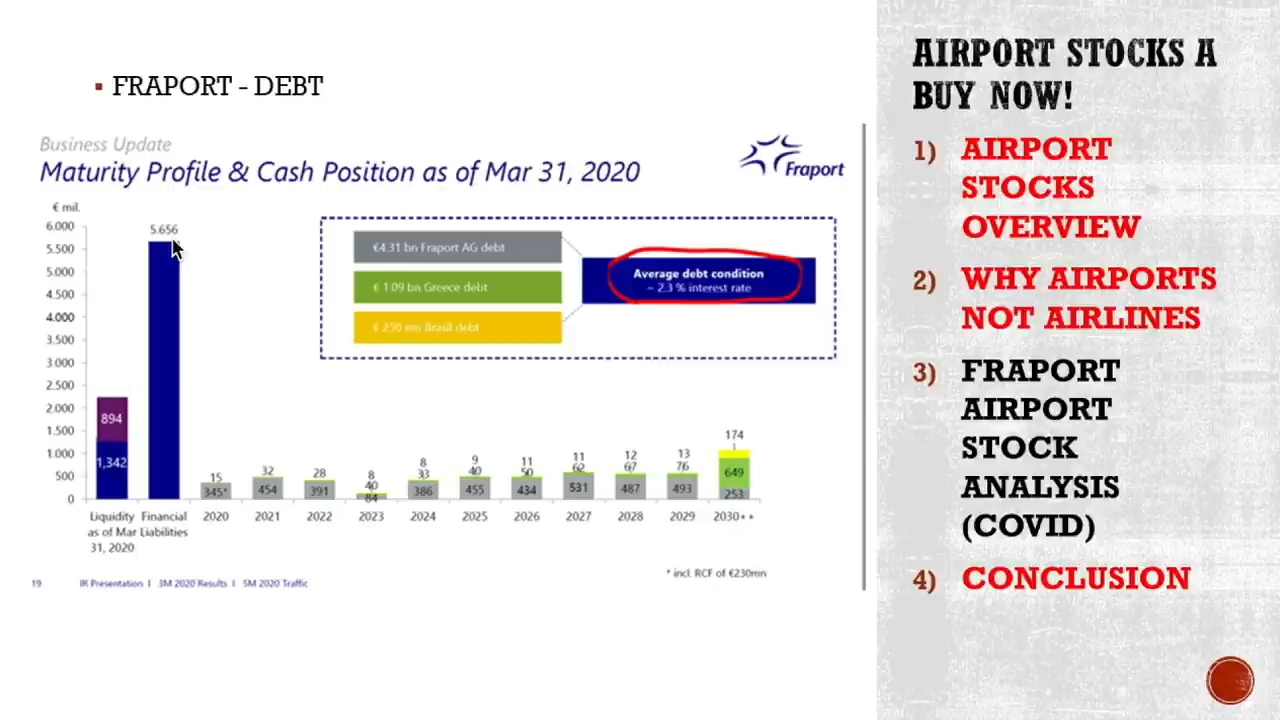 FRAPORT - DEBT
Business Update
Maturity Profile & Cash Position as of Mar 31, 2020
Fraport
€ mil.
6.000
5.500
5.000
4.500
4.000
3.500
3.000
2.500
2.000
1.500
1.000
500
0
5.656
894
1,342
15
345*
32
454
28
391
8
40
84
8
33
386
9
40
455
11
50
434
11
62
531
12
67
487
13
76
493
174
649
253
Liquidity
as of Mar
31, 2020
Financial
Liabilities
2020
2021
2022
2023
2024
2025
2026
2027
2028
2029
2030++
€4.31 bn Fraport AG debt
€ 1.09 bn Greece debt
€ 250 mn Brasil debt
Average debt condition
~ 2.3 % interest rate
* incl. RCF of €230mn
19 IR Presentation I 3M 2020 Results I 5M 2020 Traffic
AIRPORT STOCKS A
BUY NOW!
1) AIRPORT
STOCKS
OVERVIEW
2) WHY AIRPORTS
NOT AIRLINES
3) FRAPORT
AIRPORT
STOCK
ANALYSIS
(COVID)
4) CONCLUSION